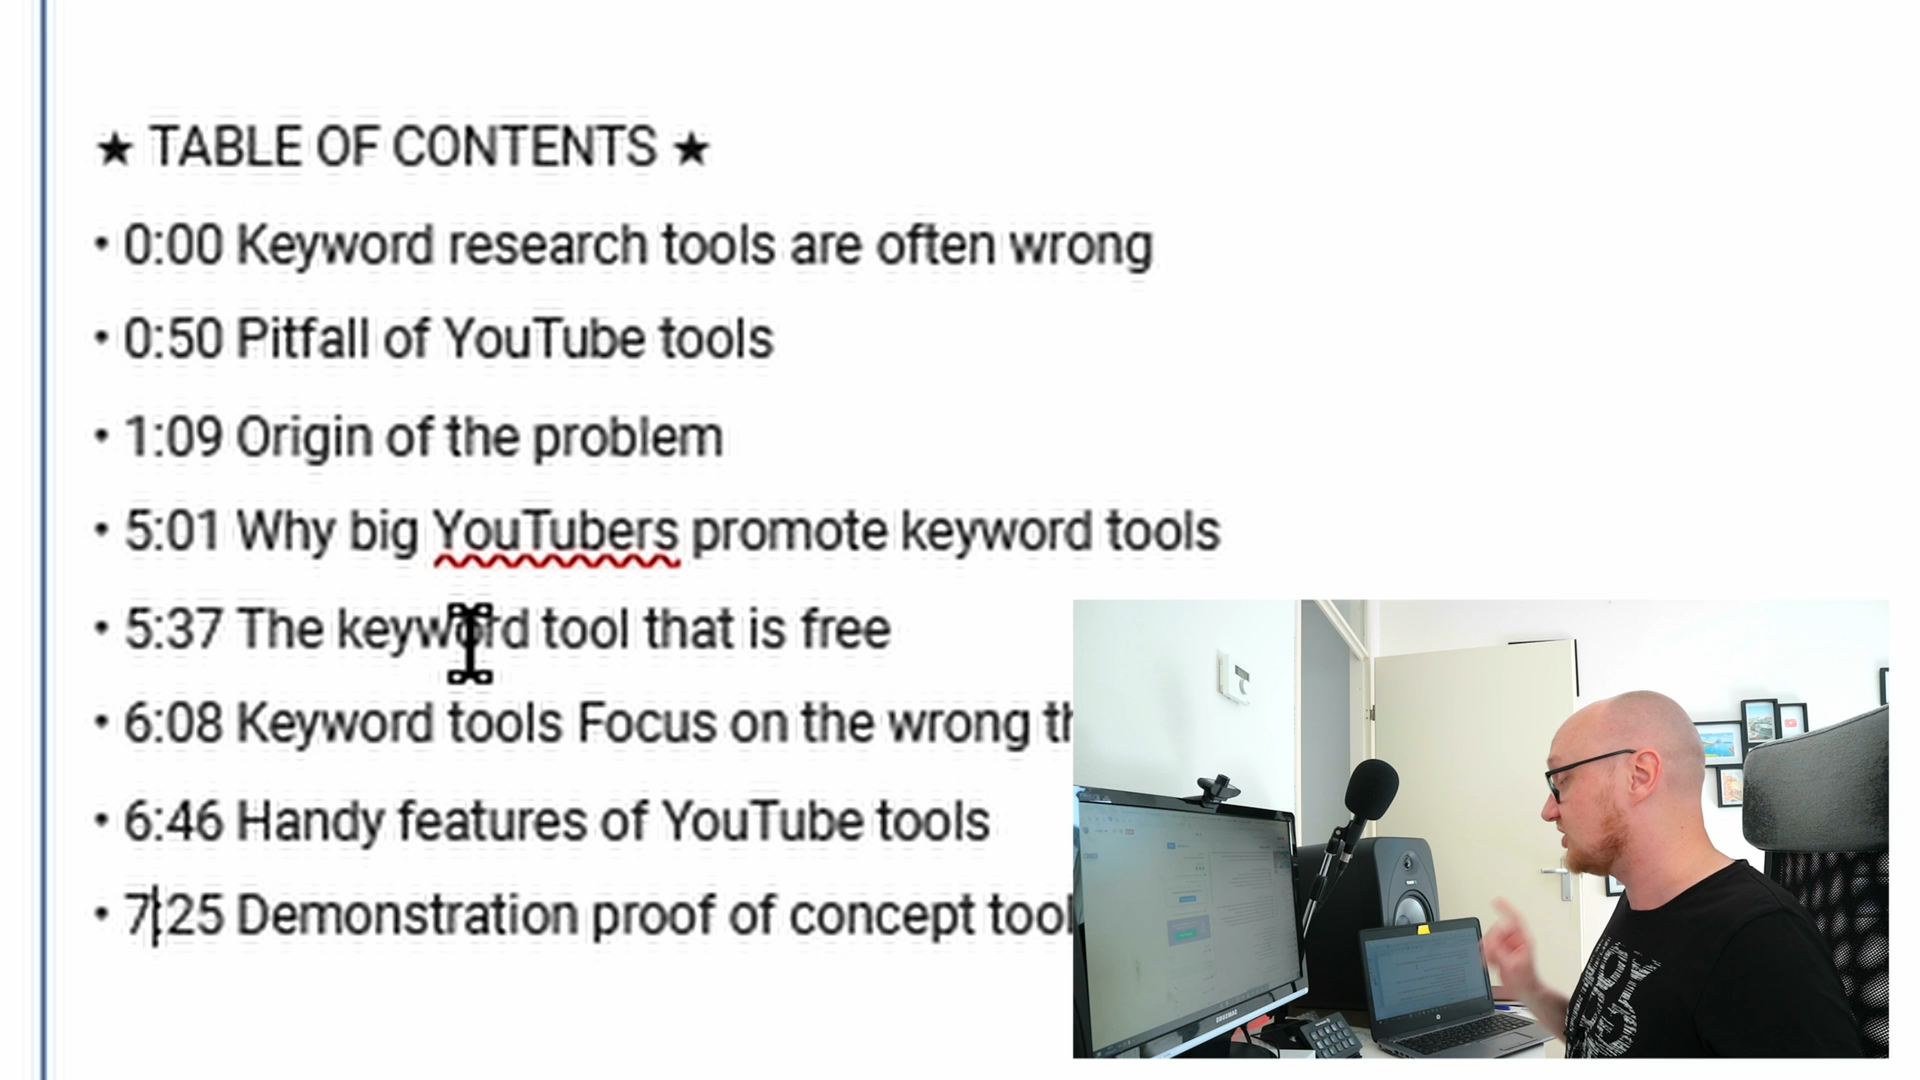 ★ TABLE OF CONTENTS ★
• 0:00 Keyword research tools are often wrong
• 0:50 Pitfall of YouTube tools
• 1:09 Origin of the problem
• 5:01 Why big YouTubers promote keyword tools
• 5:37 The keyword tool that is free
• 6:08 Keyword tools Focus on the wrong
• 6:46 Handy features of YouTube tools
• 7:25 Demonstration proof of concept tool
SAMSUNG